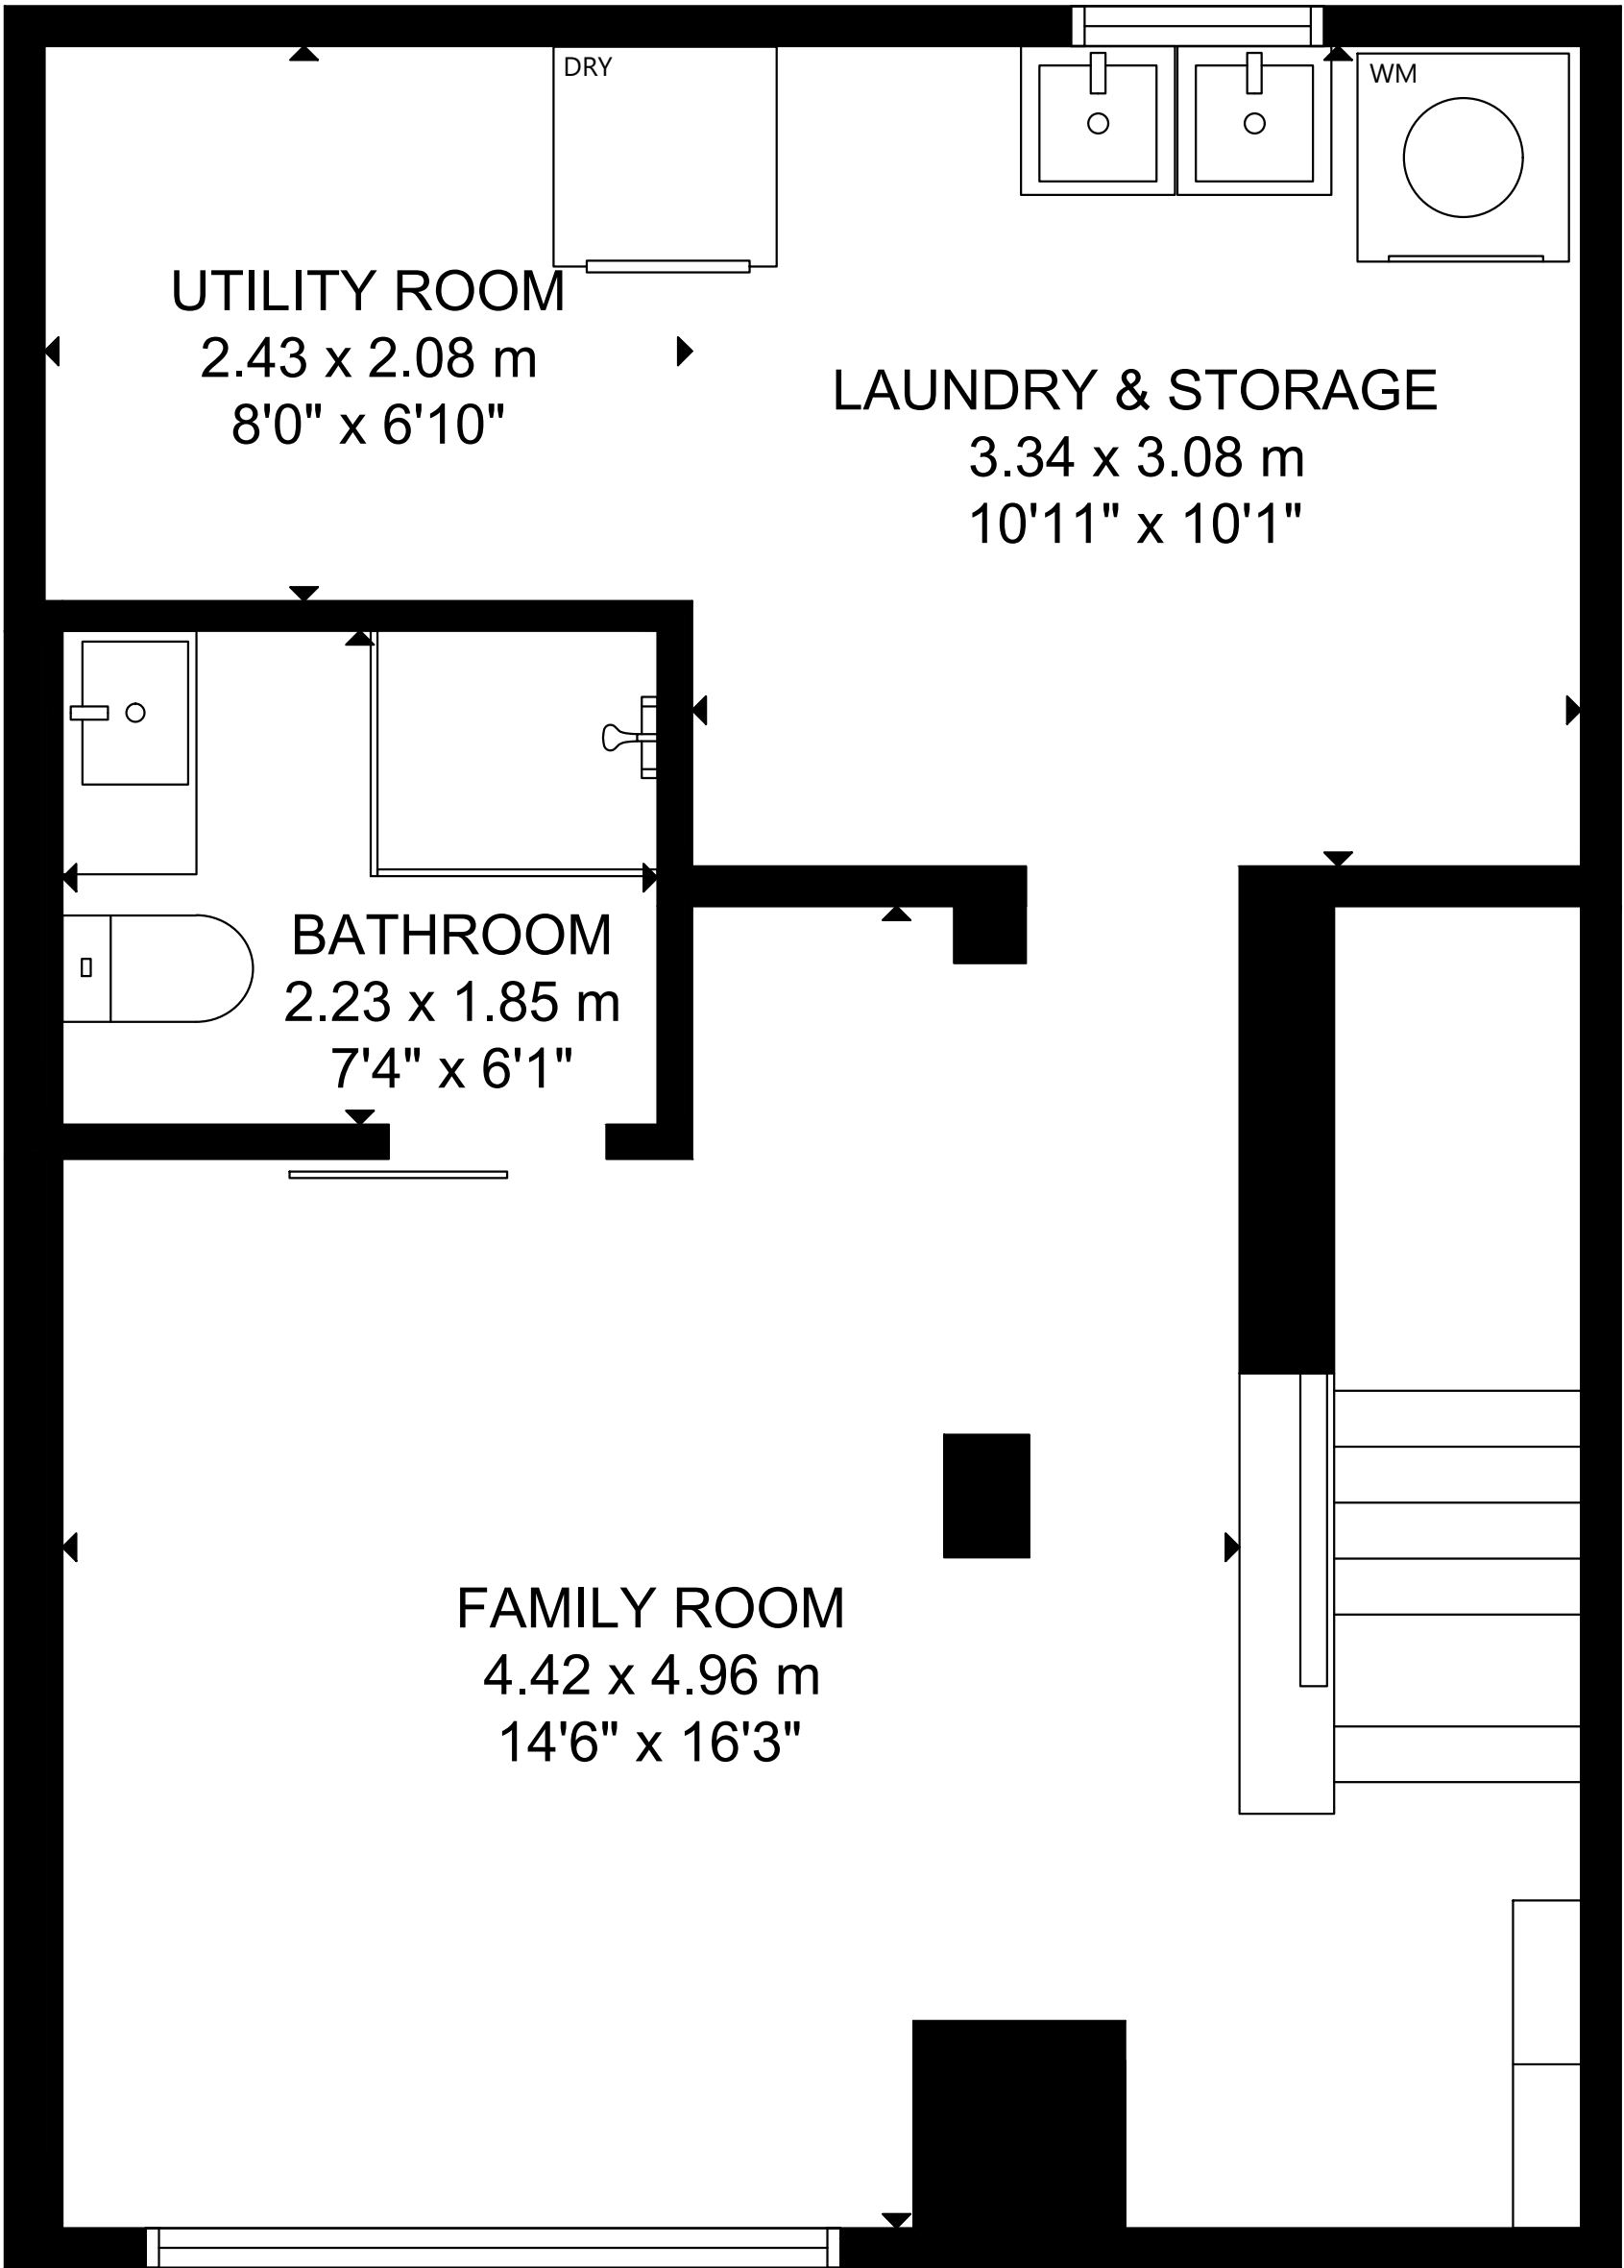 DRY
WM
UTILITY ROOM
2.43 x 2.08 m
8'0" x 6'10"
LAUNDRY & STORAGE
3.34 x 3.08 m
10'11" x 10'1"
BATHROOM
2.23 x 1.85 m
7'4" x 6'1"
FAMILY ROOM
4.42 x 4.96 m
14'6" x 16'3"